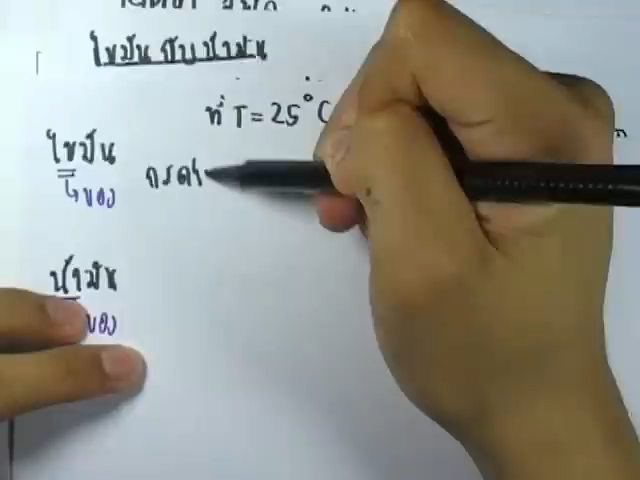 ไขมัน กับ น้ำมัน
ที่ T = 25°C
ไขมัน
ของ
กรดไ
น้ำมัน
ของ